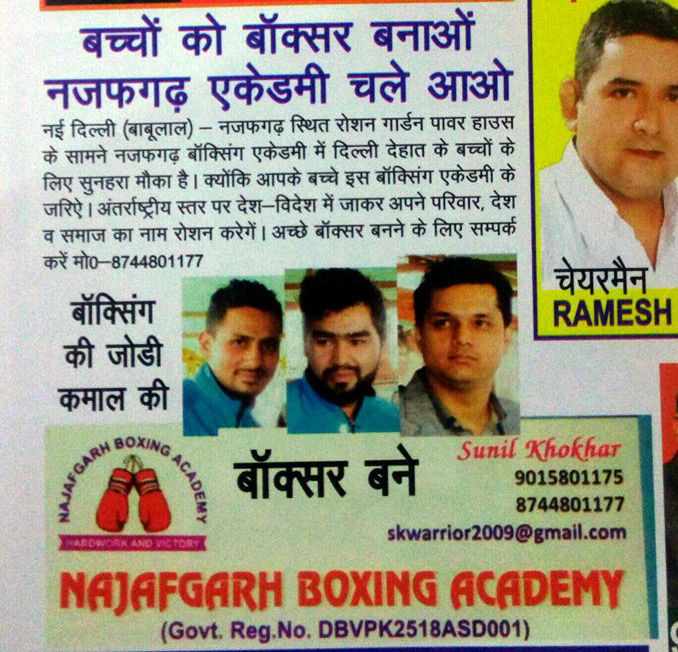 बच्चों को बॉक्सर बनाओं
नजफगढ़ एकेडमी चले आओ
नई दिल्ली (बाबूलाल) – नजफगढ़ स्थित रोशन गार्डन पावर हाउस
के सामने नजफगढ़ बॉक्सिंग एकेडमी में दिल्ली देहात के बच्चों के
लिए सुनहरा मौका है। क्योंकि आपके बच्चे इस बॉक्सिंग एकेडमी के
जरिऐ। अंतर्राष्ट्रीय स्तर पर देश–विदेश में जाकर अपने परिवार, देश
व समाज का नाम रोशन करेगें। अच्छे बॉक्सर बनने के लिए सम्पर्क
करें मो0–8744801177
बॉक्सिंग
की जोडी
कमाल की
चेयरमैन
RAMESH
NAJAFGARH BOXING ACADEMY
HARDWORK AND VICTORY
बॉक्सर बने
Sunil Khokhar
9015801175
8744801177
skwarrior2009@gmail.com
NAJAFGARH BOXING ACADEMY
(Govt. Reg.No. DBVPK2518ASD001)